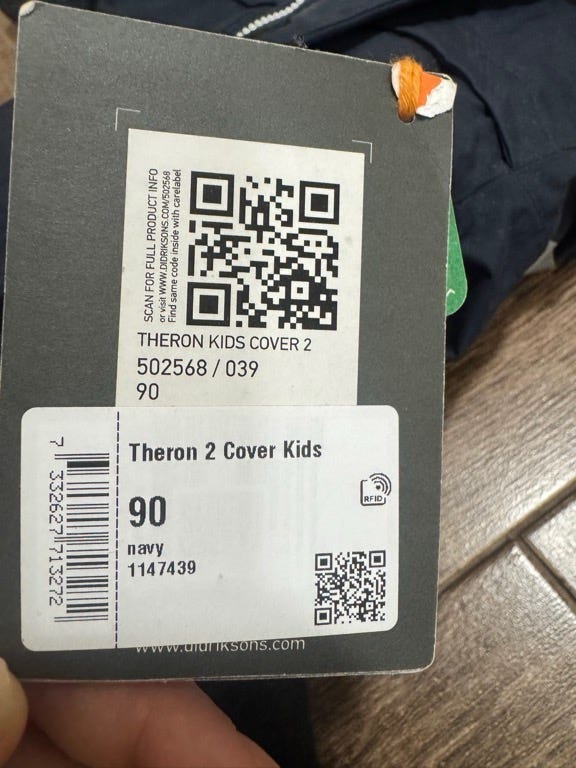 SCAN FOR FULL PRODUCT INFO
or visit WWW.DIDRIKSONS.COM/502568
Find same code inside with carelabel
THERON KIDS COVER 2
502568 / 039
90
Theron 2 Cover Kids
90
navy
1147439
RFID
7 332627 713272
www.didriksons.com